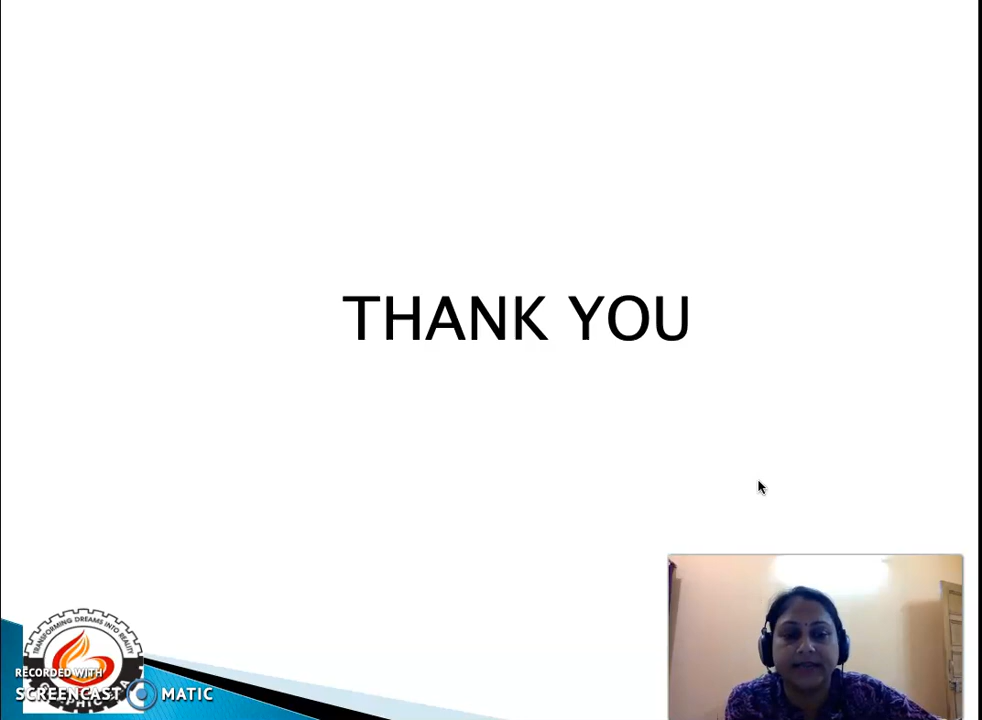 THANK YOU
TRANSFORMING DREAMS INTO REALITY
RECORDED WITH
SCREENCAST MATIC